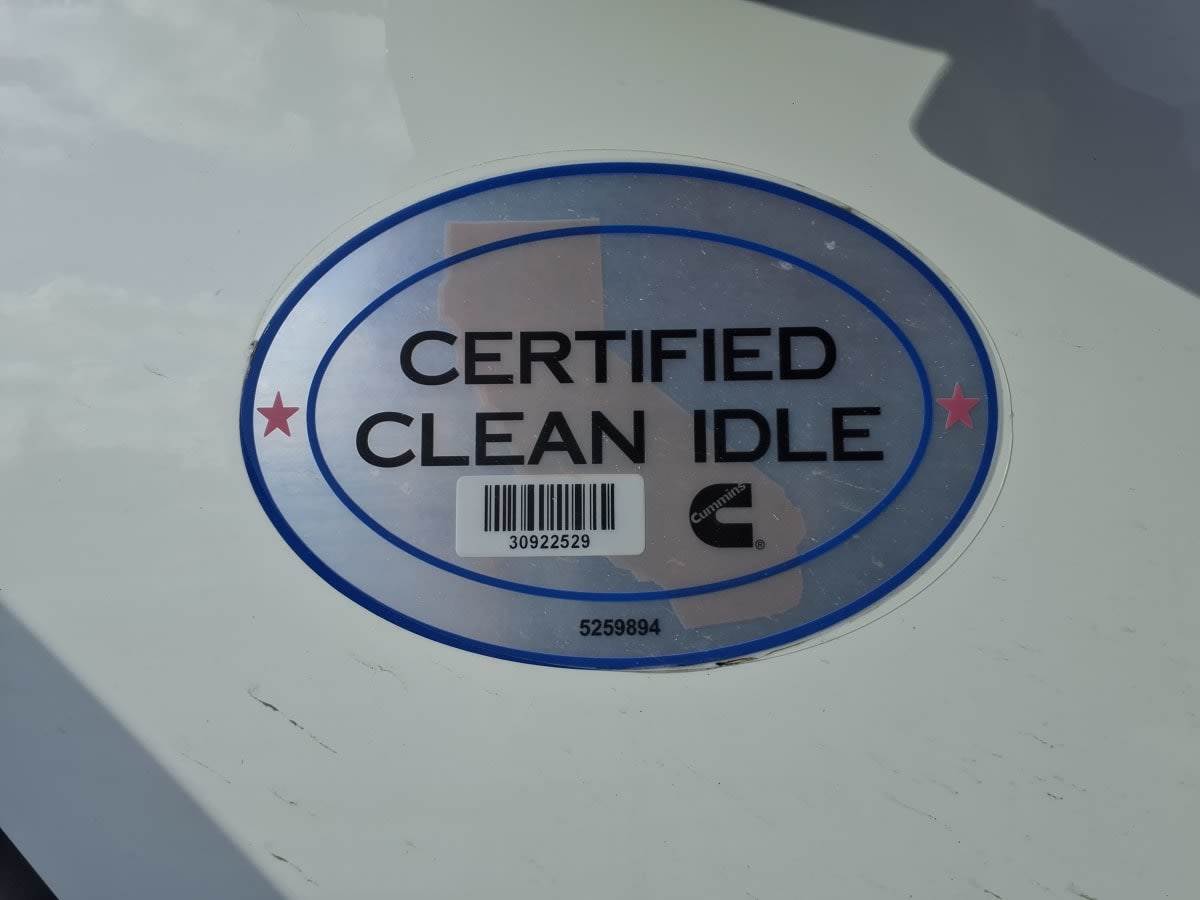 CERTIFIED
CLEAN IDLE
30922529
Cummins
®
5259894